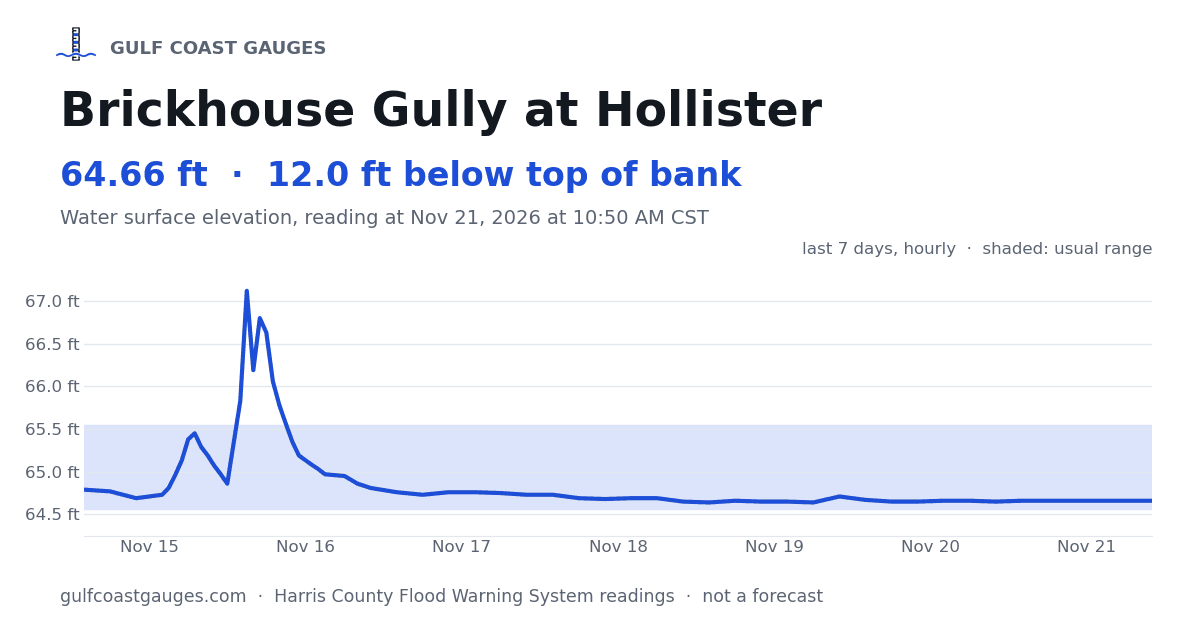 GULF COAST GAUGES
Brickhouse Gully at Hollister
64.66 ft · 12.0 ft below top of bank
Water surface elevation, reading at Nov 21, 2026 at 10:50 AM CST
last 7 days, hourly · shaded: usual range
67.0 ft
66.5 ft
66.0 ft
65.5 ft
65.0 ft
64.5 ft
Nov 15 Nov 16 Nov 17 Nov 18 Nov 19 Nov 20 Nov 21
gulfcoastgauges.com · Harris County Flood Warning System readings · not a forecast